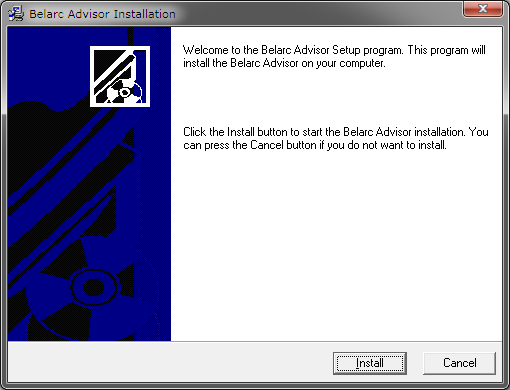 Belarc Advisor Installation
Welcome to the Belarc Advisor Setup program. This program will
install the Belarc Advisor on your computer.
Click the Install button to start the Belarc Advisor installation. You
can press the Cancel button if you do not want to install.
Install
Cancel